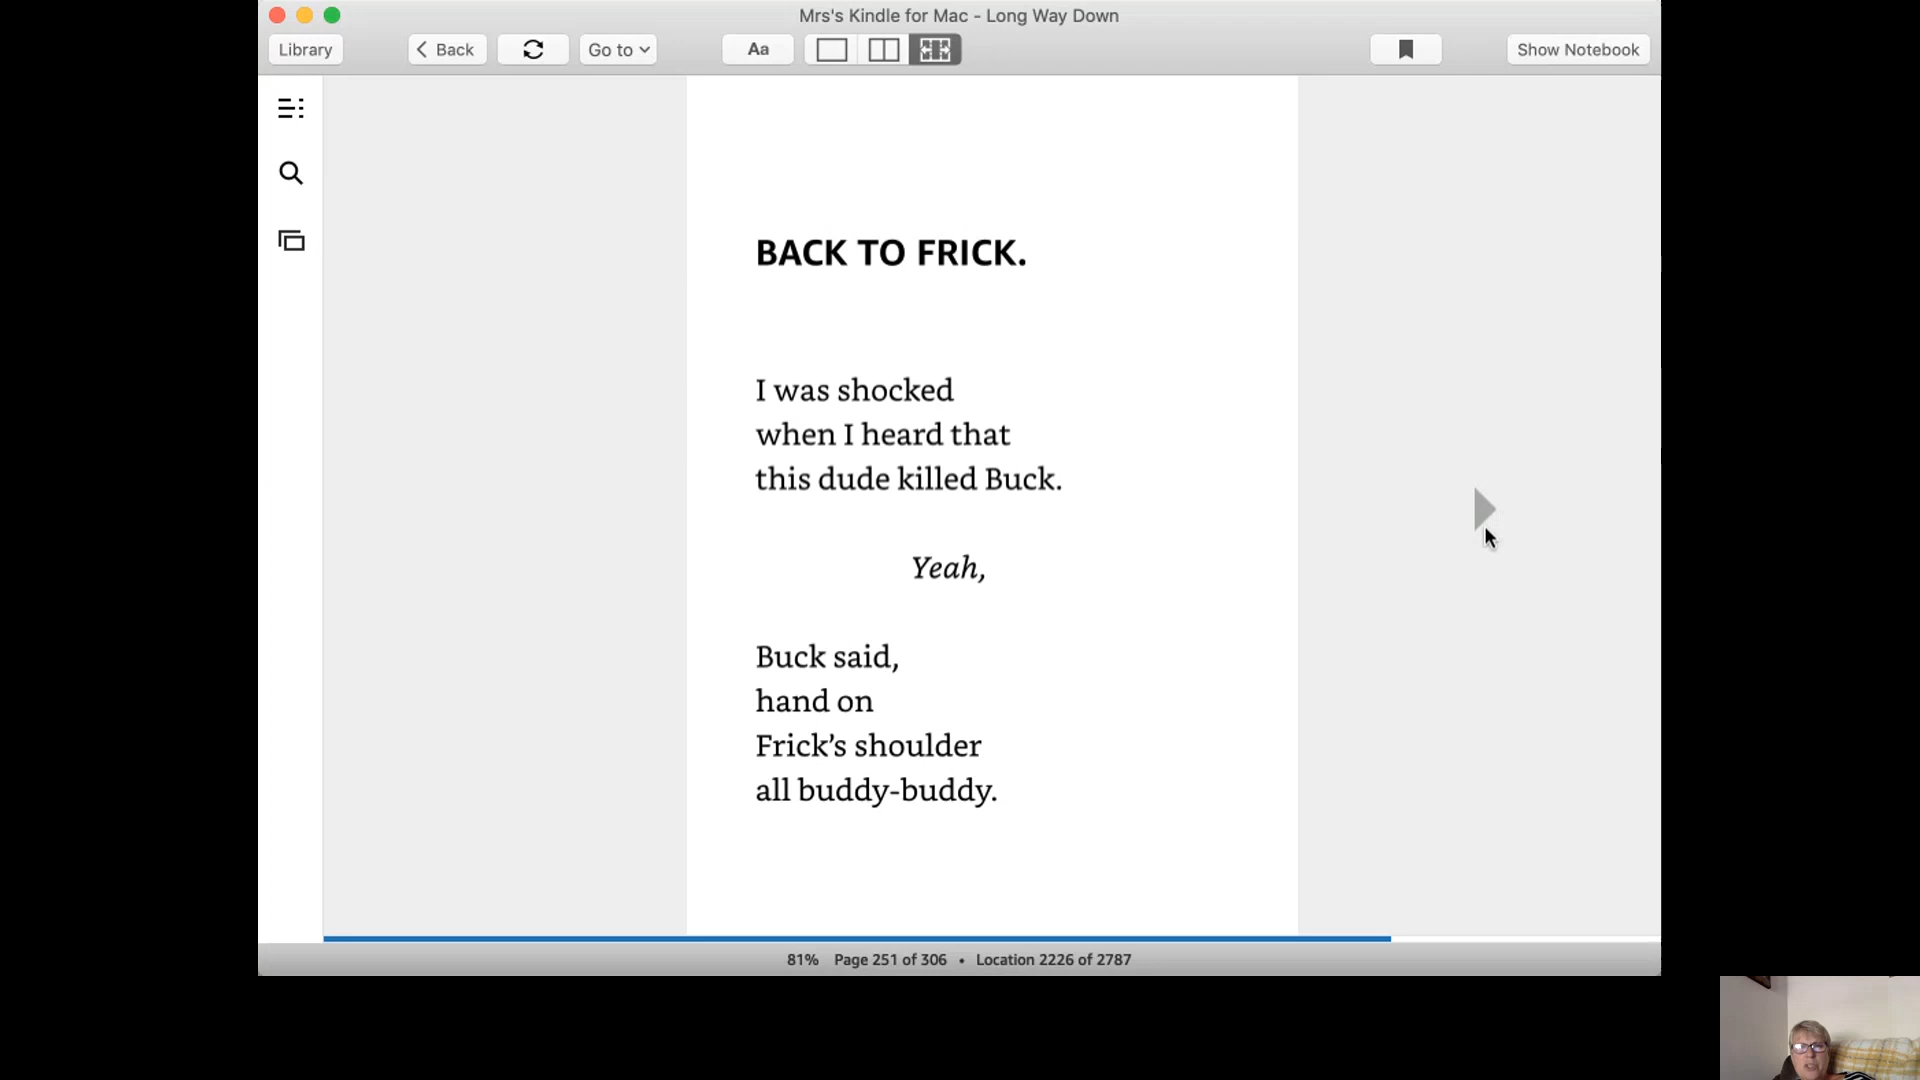 Mrs's Kindle for Mac - Long Way Down
Library
Back
Go to
Aa
Show Notebook
BACK TO FRICK.
I was shocked
when I heard that
this dude killed Buck.
Yeah,
Buck said,
hand on
Frick’s shoulder
all buddy-buddy.
81% Page 251 of 306 • Location 2226 of 2787